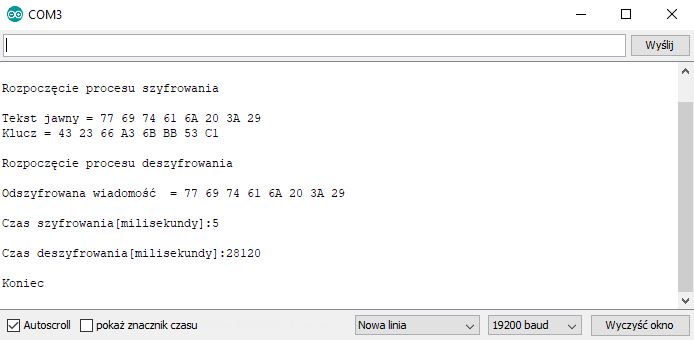 COM3
Wyślij
Rozpoczęcie procesu szyfrowania
Tekst jawny = 77 69 74 61 6A 20 3A 29
Klucz = 43 23 66 A3 6B BB 53 C1
Rozpoczęcie procesu deszyfrowania
Odszyfrowana wiadomość  = 77 69 74 61 6A 20 3A 29
Czas szyfrowania[milisekundy]:5
Czas deszyfrowania[milisekundy]:28120
Koniec
Autoscroll pokaż znacznik czasu Nowa linia 19200 baud Wyczyść okno